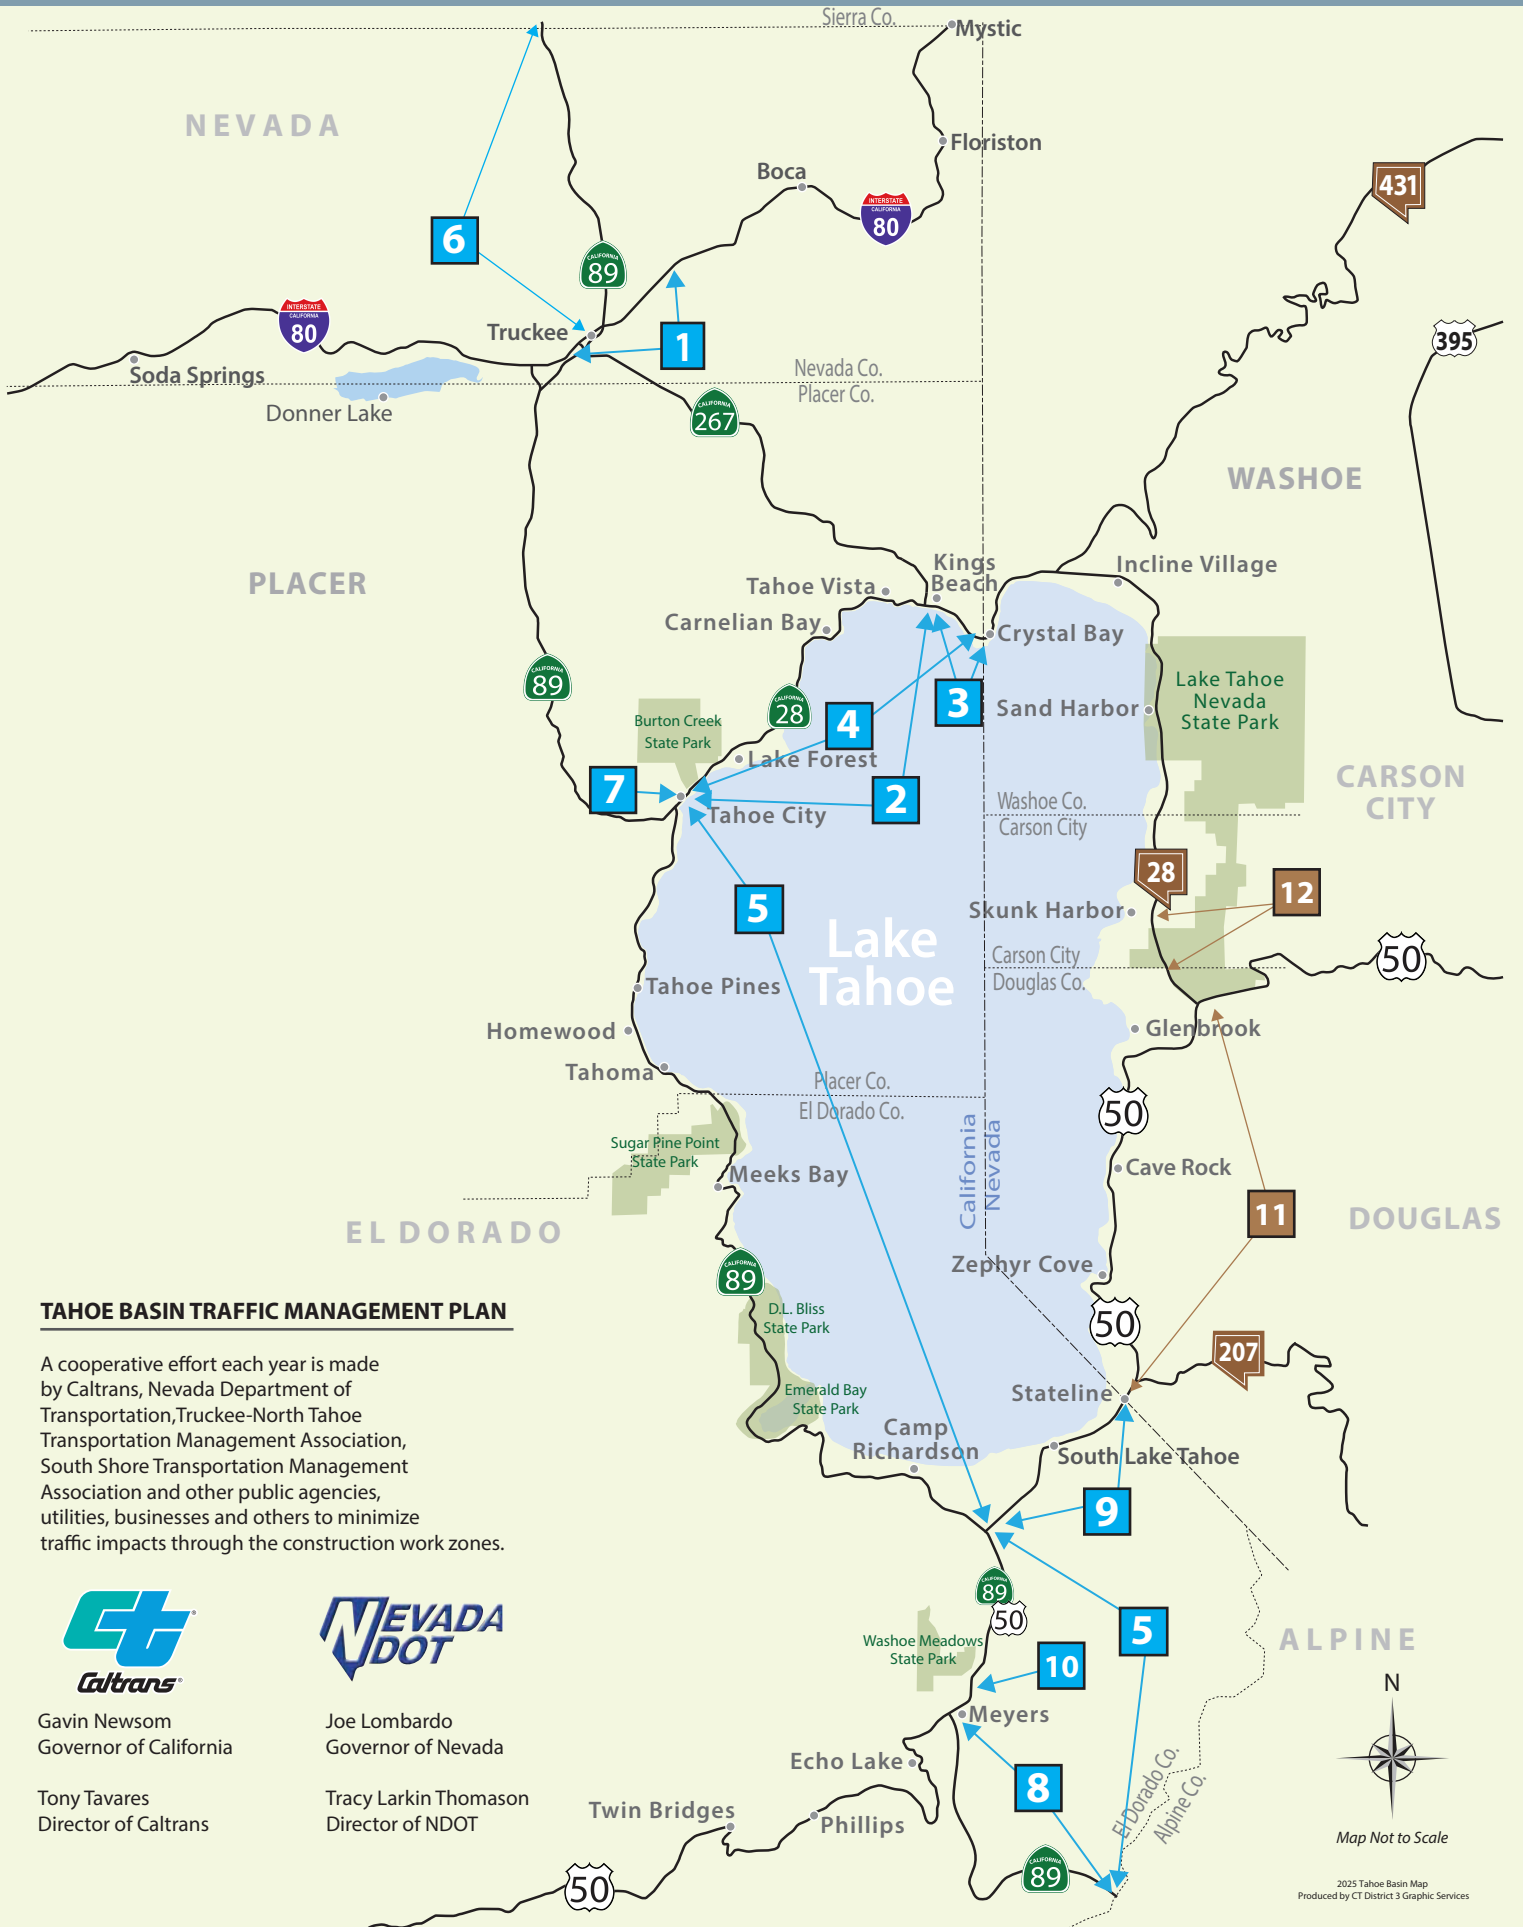 Sierra Co.
Mystic
NEVADA
Floriston
Boca
431
INTERSTATE
CALIFORNIA
80
6
CALIFORNIA
89
INTERSTATE
CALIFORNIA
80
Truckee
1
395
Soda Springs
Nevada Co.
Placer Co.
Donner Lake
CALIFORNIA
267
WASHOE
PLACER
Kings
Beach
Incline Village
Tahoe Vista
Carnelian Bay
Crystal Bay
CALIFORNIA
89
Lake Tahoe
Nevada
State Park
CALIFORNIA
28
3
Sand Harbor
Burton Creek
State Park
4
Lake Forest
7
2
CARSON
CITY
Tahoe City
Washoe Co.
Carson City
28
12
5
Skunk Harbor
Lake
Tahoe
Carson City
Douglas Co.
50
Tahoe Pines
Homewood
Glenbrook
Tahoma
Placer Co.
El Dorado Co.
50
California
Nevada
Sugar Pine Point
State Park
Meeks Bay
Cave Rock
11
DOUGLAS
EL DORADO
CALIFORNIA
89
Zephyr Cove
50
D.L. Bliss
State Park
207
Emerald Bay
State Park
Stateline
Camp
Richardson
South Lake Tahoe
9
TAHOE BASIN TRAFFIC MANAGEMENT PLAN
A cooperative effort each year is made
by Caltrans, Nevada Department of
Transportation,Truckee-North Tahoe
Transportation Management Association,
South Shore Transportation Management
Association and other public agencies,
utilities, businesses and others to minimize
traffic impacts through the construction work zones.
CALIFORNIA
89
50
5
Washoe Meadows
State Park
10
ALPINE
Meyers
Echo Lake
8
El Dorado Co.
Alpine Co.
Twin Bridges
Phillips
CALIFORNIA
89
50
Ct
Caltrans®
NEVADA
DOT
Gavin Newsom
Governor of California
Joe Lombardo
Governor of Nevada
Tony Tavares
Director of Caltrans
Tracy Larkin Thomason
Director of NDOT
N
Map Not to Scale
2025 Tahoe Basin Map
Produced by CT District 3 Graphic Services